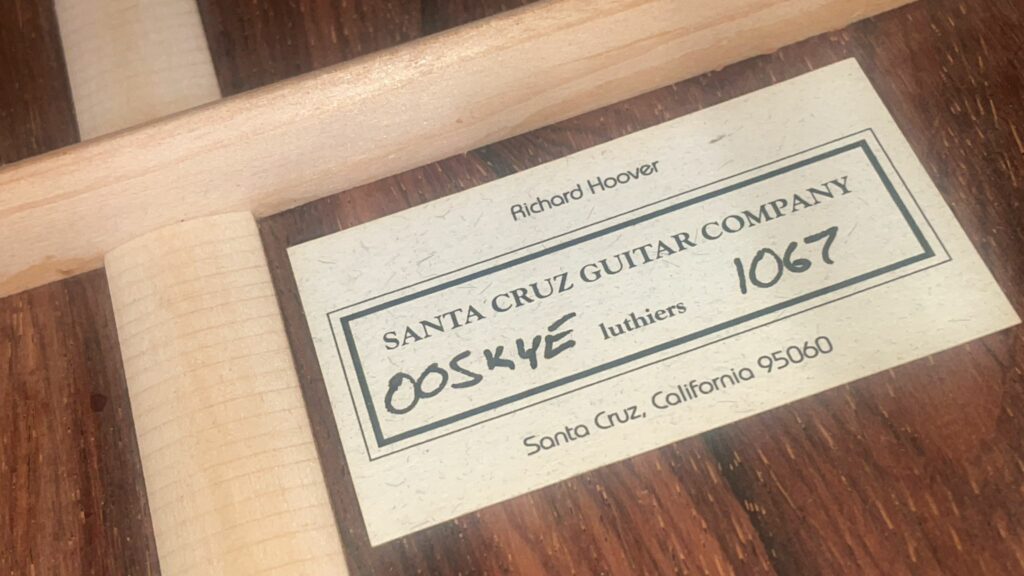 Richard Hoover
SANTA CRUZ GUITAR COMPANY
OOSKYE luthiers 1067
Santa Cruz, California 95060